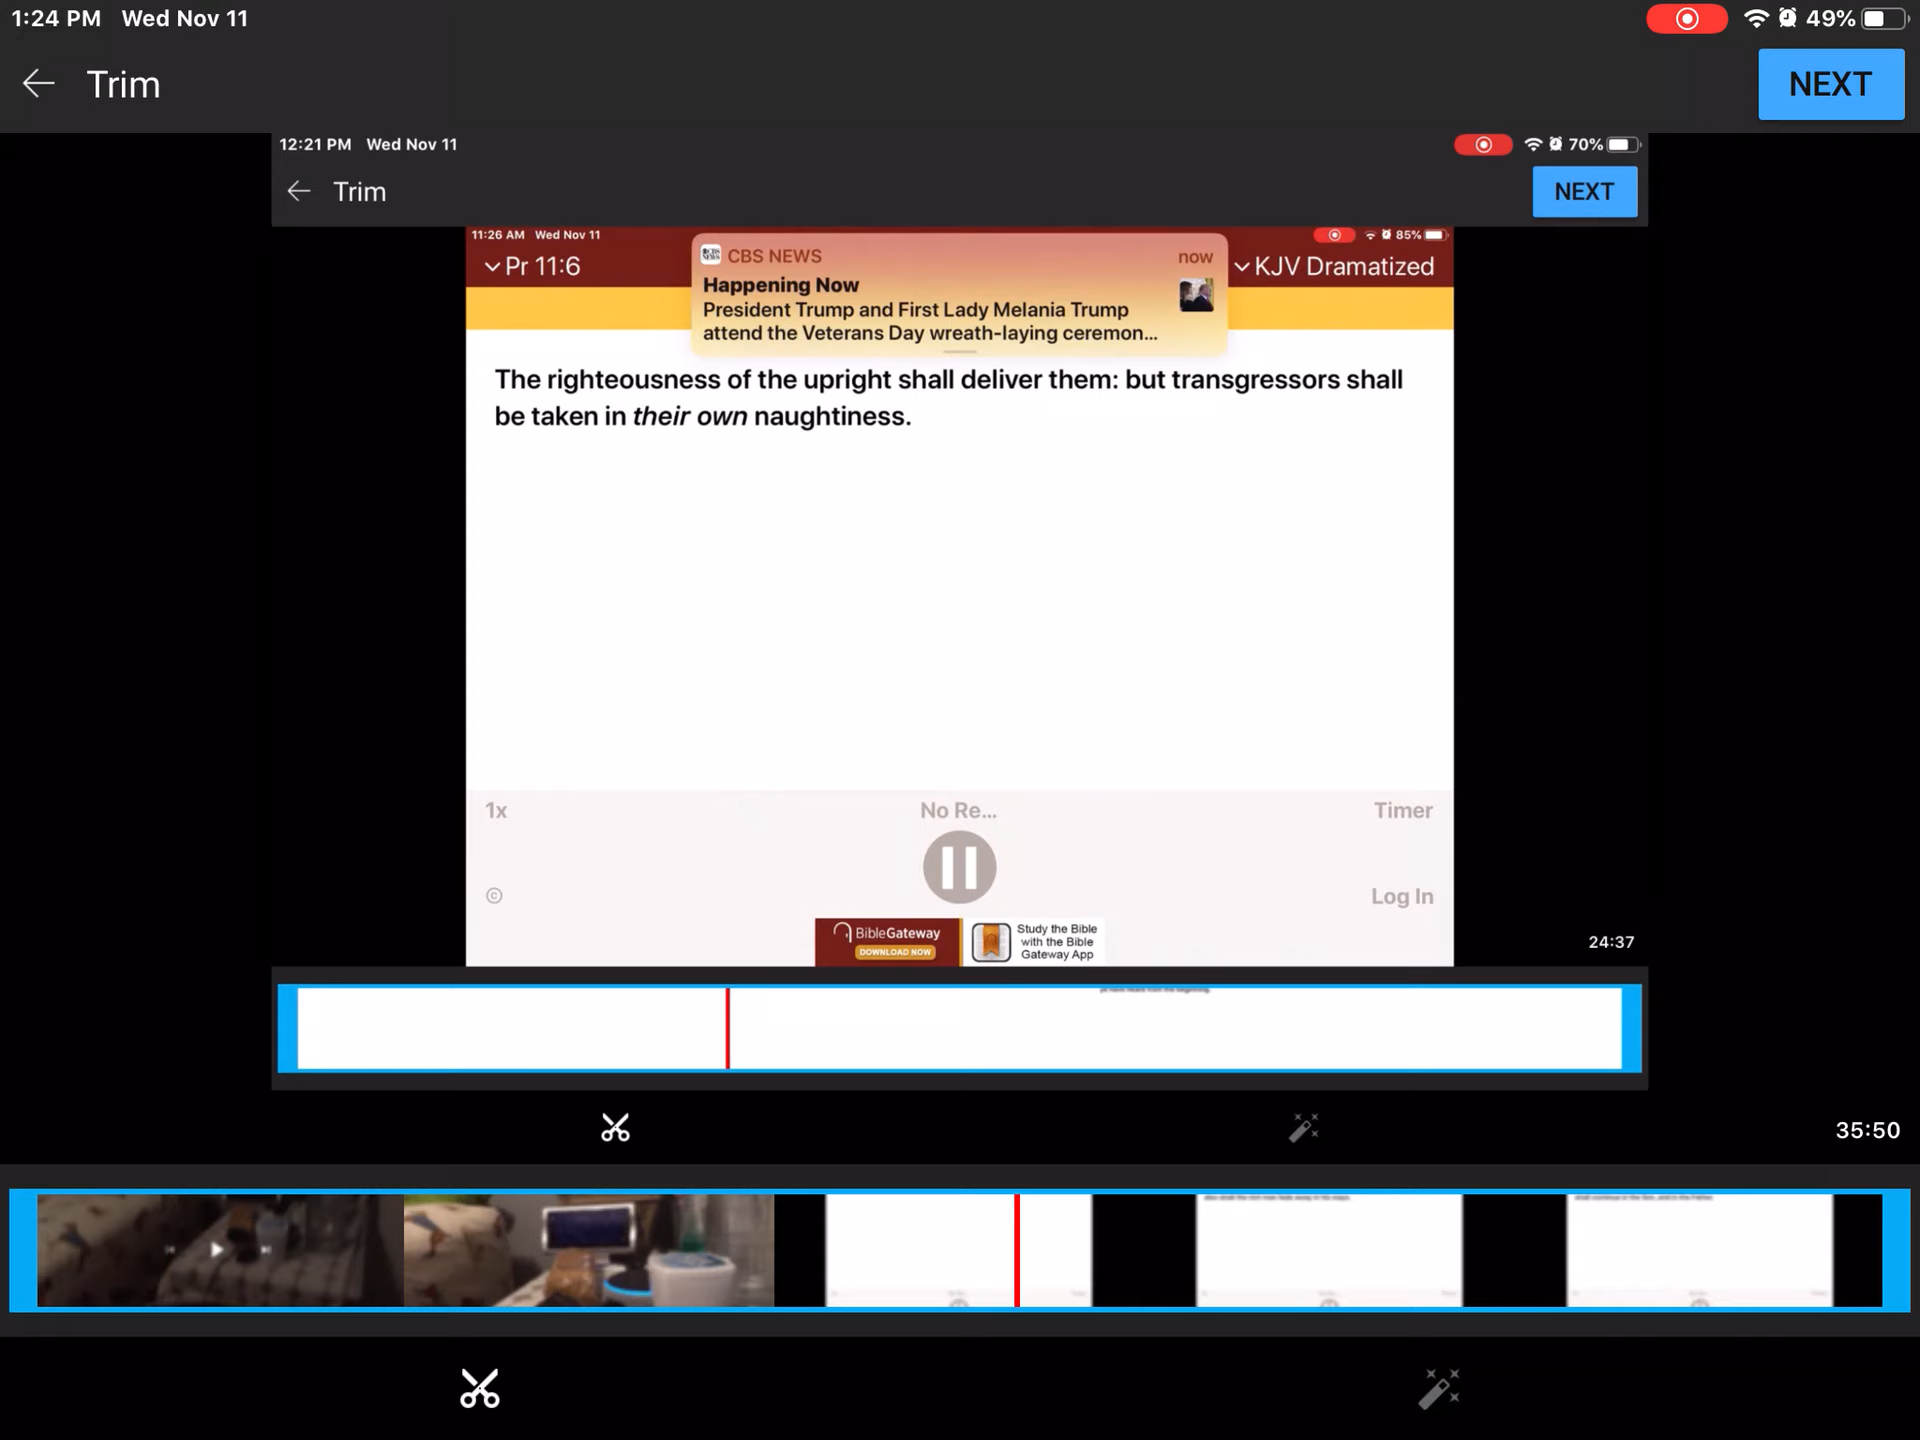 1:24 PM Wed Nov 11
49%
Trim
NEXT
12:21 PM Wed Nov 11
70%
Trim
NEXT
11:26 AM Wed Nov 11
85%
Pr 11:6
KJV Dramatized
CBS NEWS
now
Happening Now
President Trump and First Lady Melania Trump
attend the Veterans Day wreath-laying ceremon...
The righteousness of the upright shall deliver them: but transgressors shall
be taken in their own naughtiness.
1x
No Re...
Timer
©
Log In
BibleGateway
DOWNLOAD NOW
Study the Bible
with the Bible
Gateway App
24:37
35:50